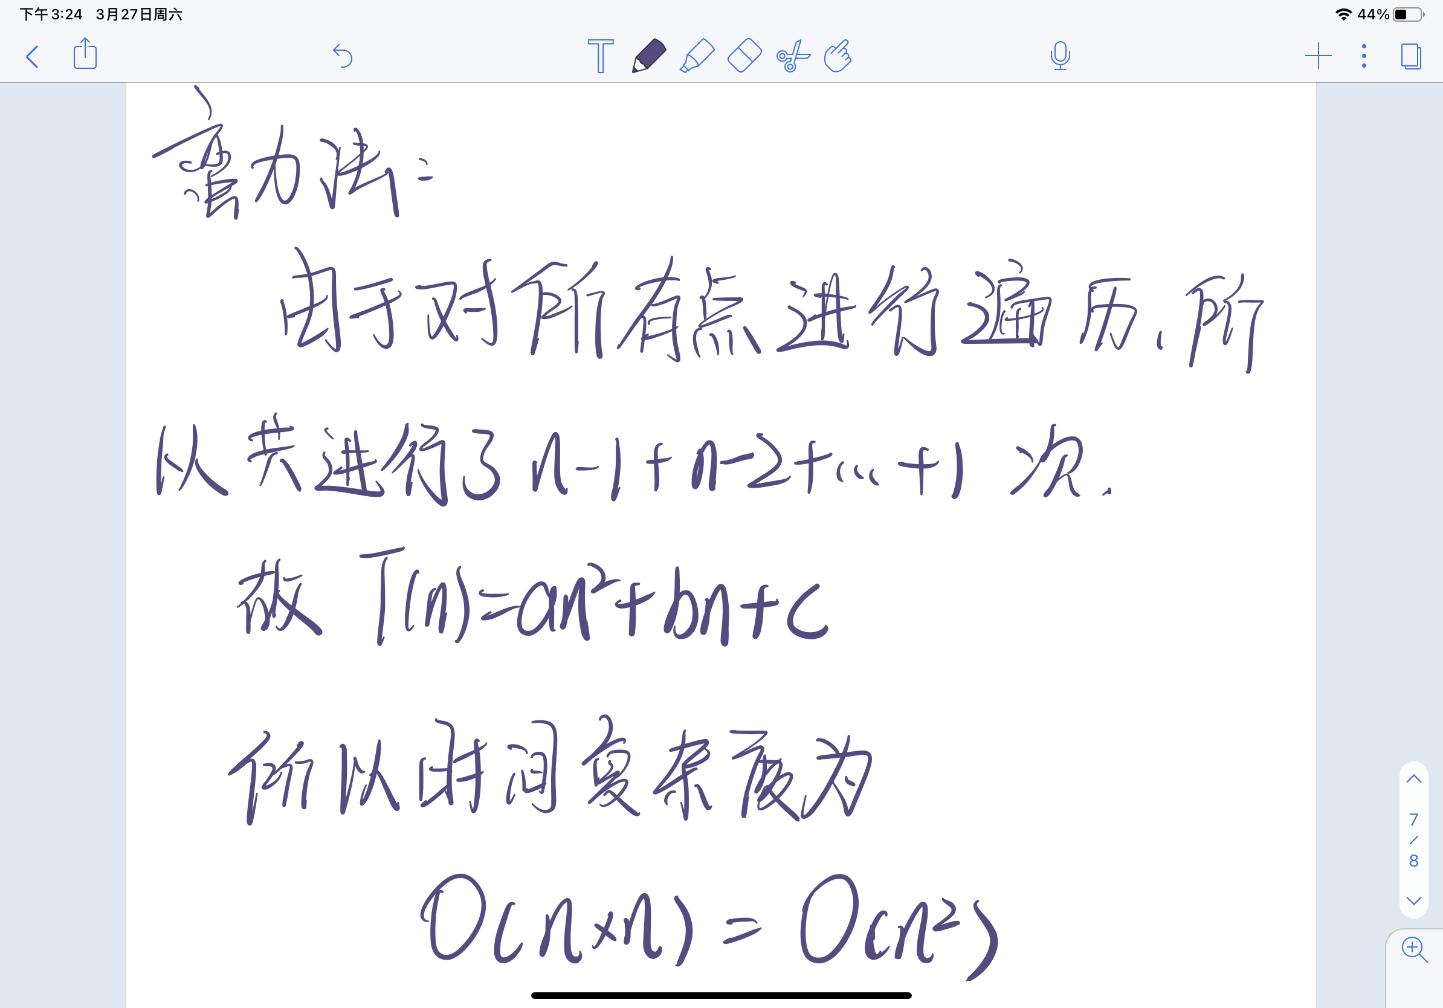 下午3:24 3月27日周六
44%
T
蛮力法:
由于对所有点进行遍历,所
以共进行了 n-1+n-2+...+1 次.
故 T(n)=an²+bn+c
所以时间复杂度为
O(n×n) = O(n²)
7
/
8